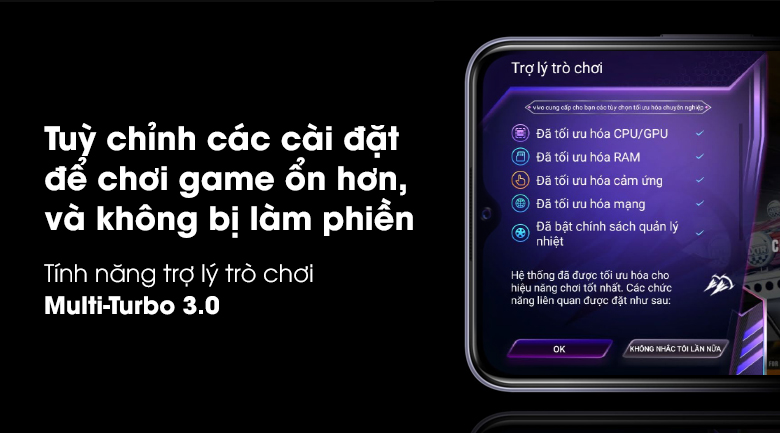 Tuỳ chỉnh các cài đặt
để chơi game ổn hơn,
và không bị làm phiền
Tính năng trợ lý trò chơi
Multi-Turbo 3.0
Trợ lý trò chơi
vivo cung cấp cho bạn các tùy chọn tối ưu hóa chuyên nghiệp
Đã tối ưu hóa CPU/GPU
Đã tối ưu hóa RAM
Đã tối ưu hóa cảm ứng
Đã tối ưu hóa mạng
Đã bật chính sách quản lý
nhiệt
Hệ thống đã được tối ưu hóa cho
hiệu năng chơi tốt nhất. Các chức
năng liên quan được đặt như sau:
OK
KHÔNG NHẮC TÔI LẦN NỮA